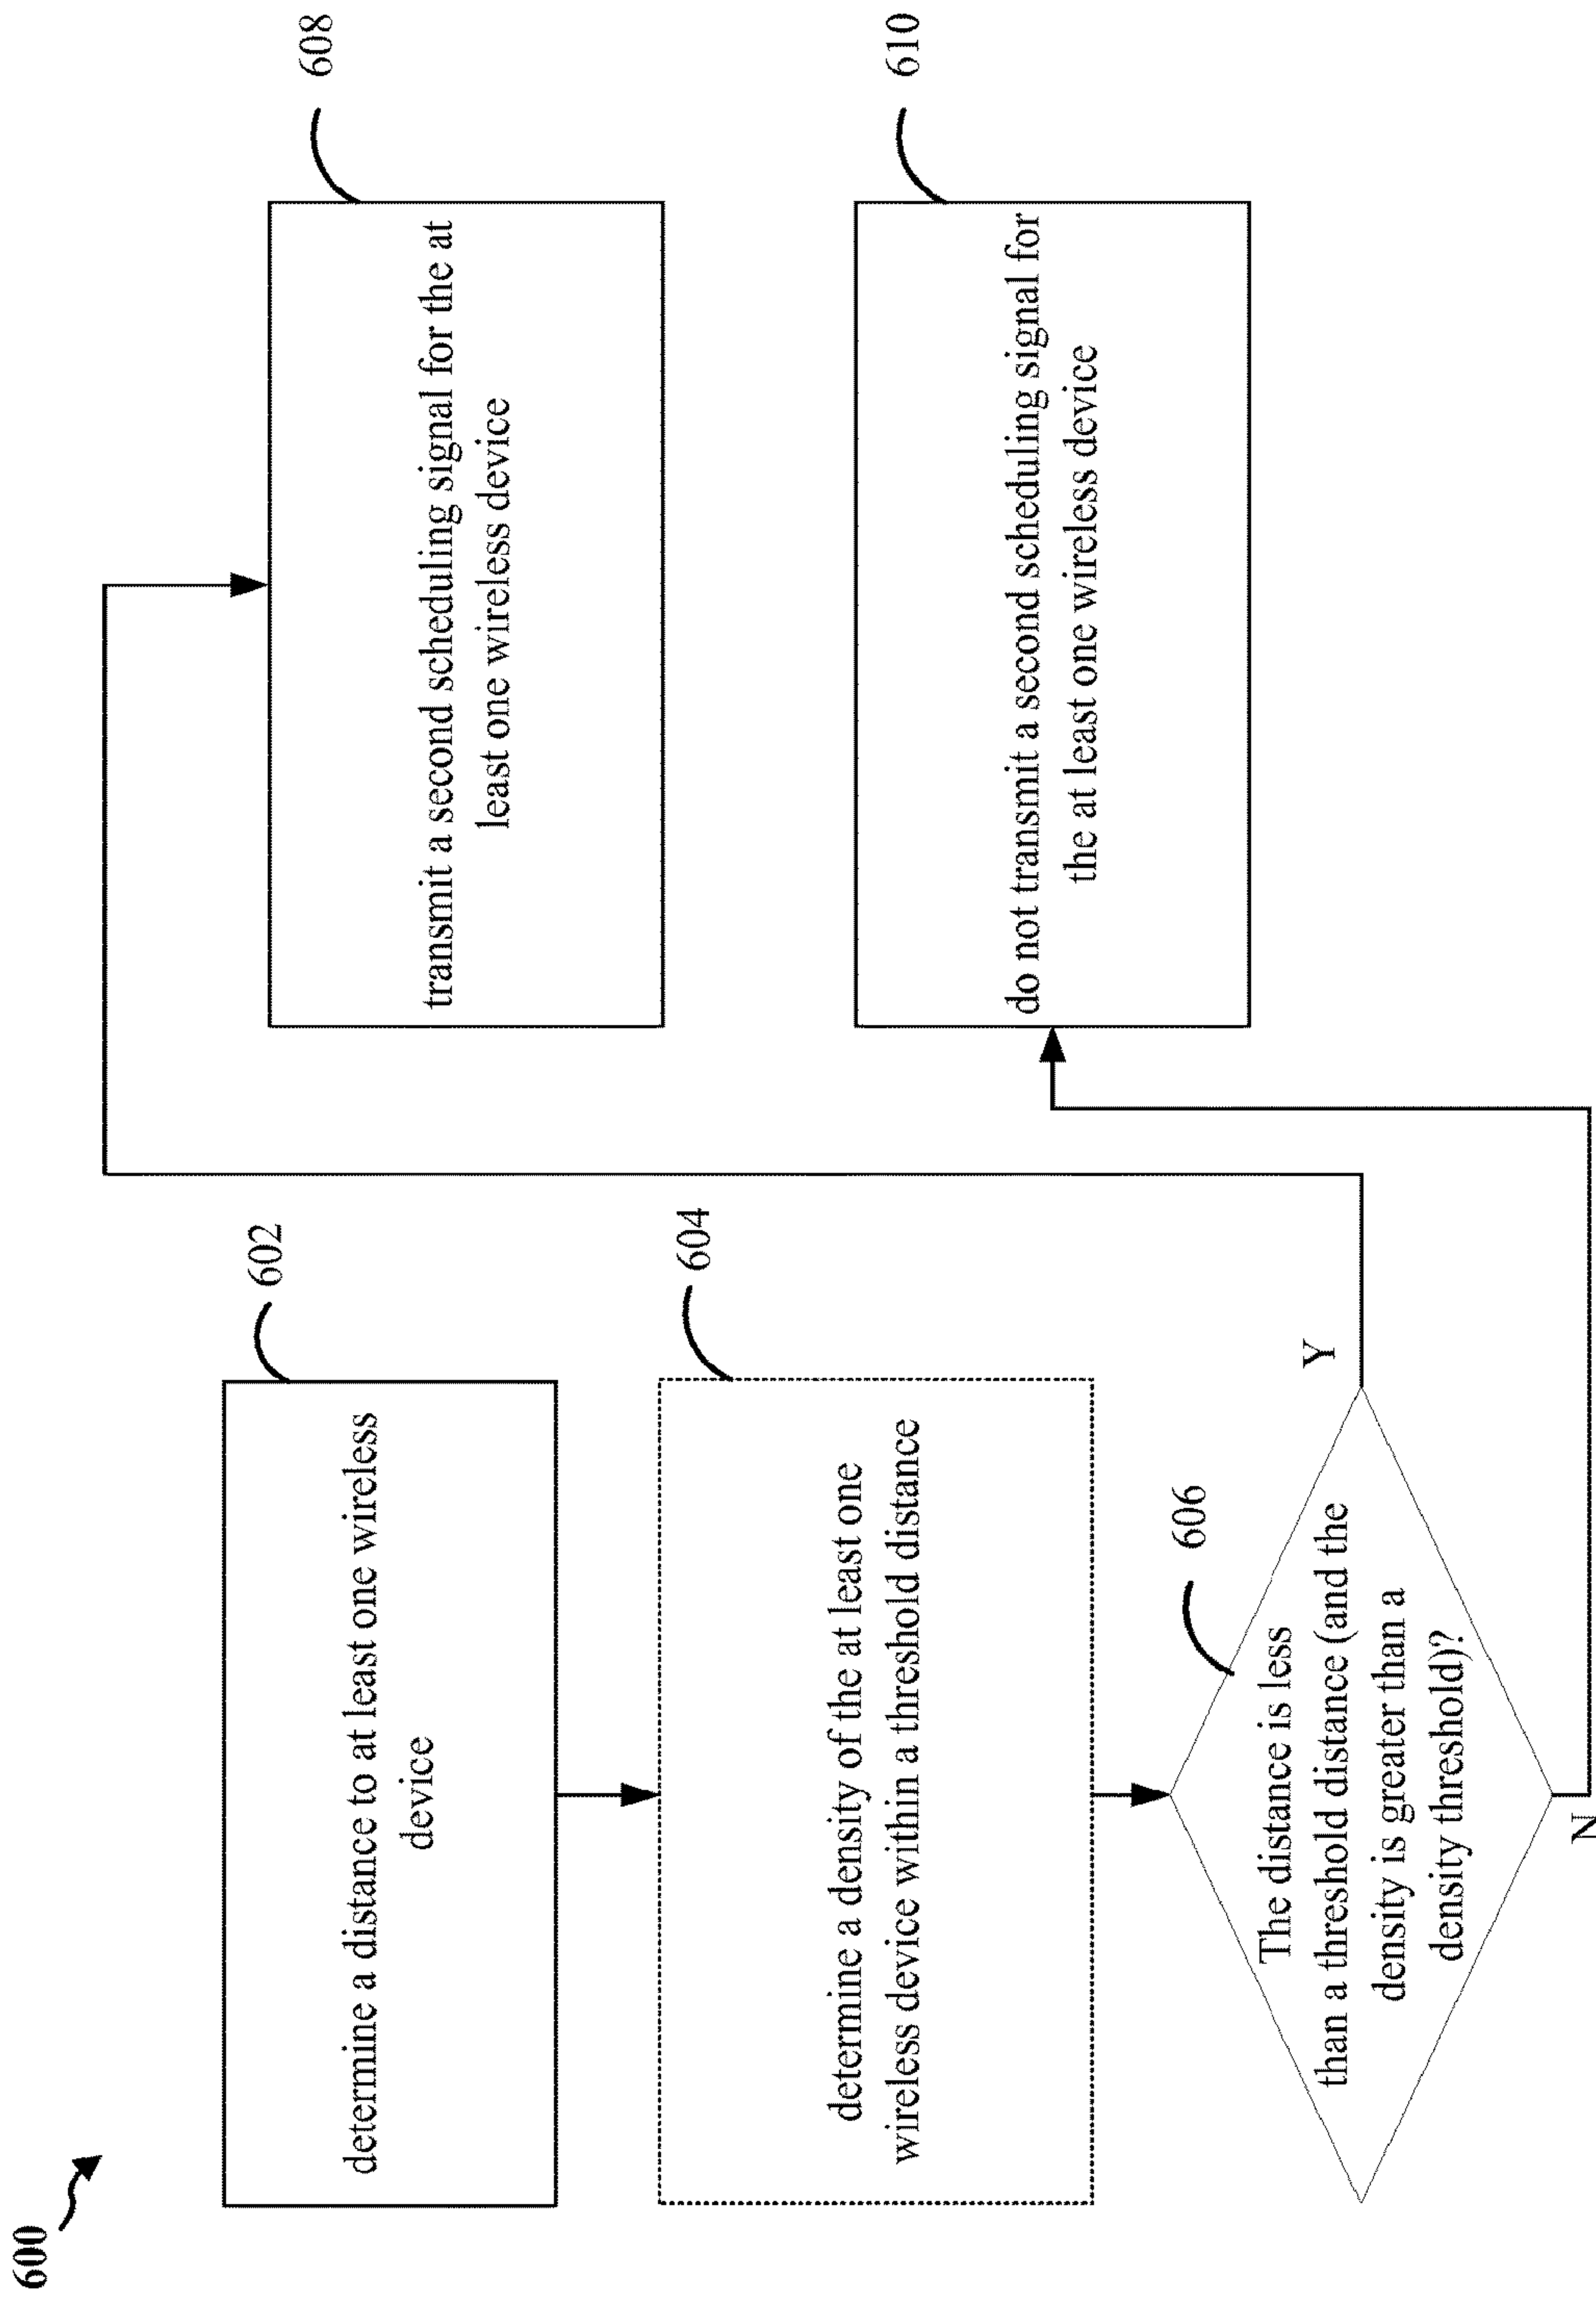 600
602
determine a distance to at least one wireless
device
604
determine a density of the at least one
wireless device within a threshold distance
606
The distance is less
than a threshold distance (and the
density is greater than a
density threshold)?
Y
N
608
transmit a second scheduling signal for the at
least one wireless device
610
do not transmit a second scheduling signal for
the at least one wireless device